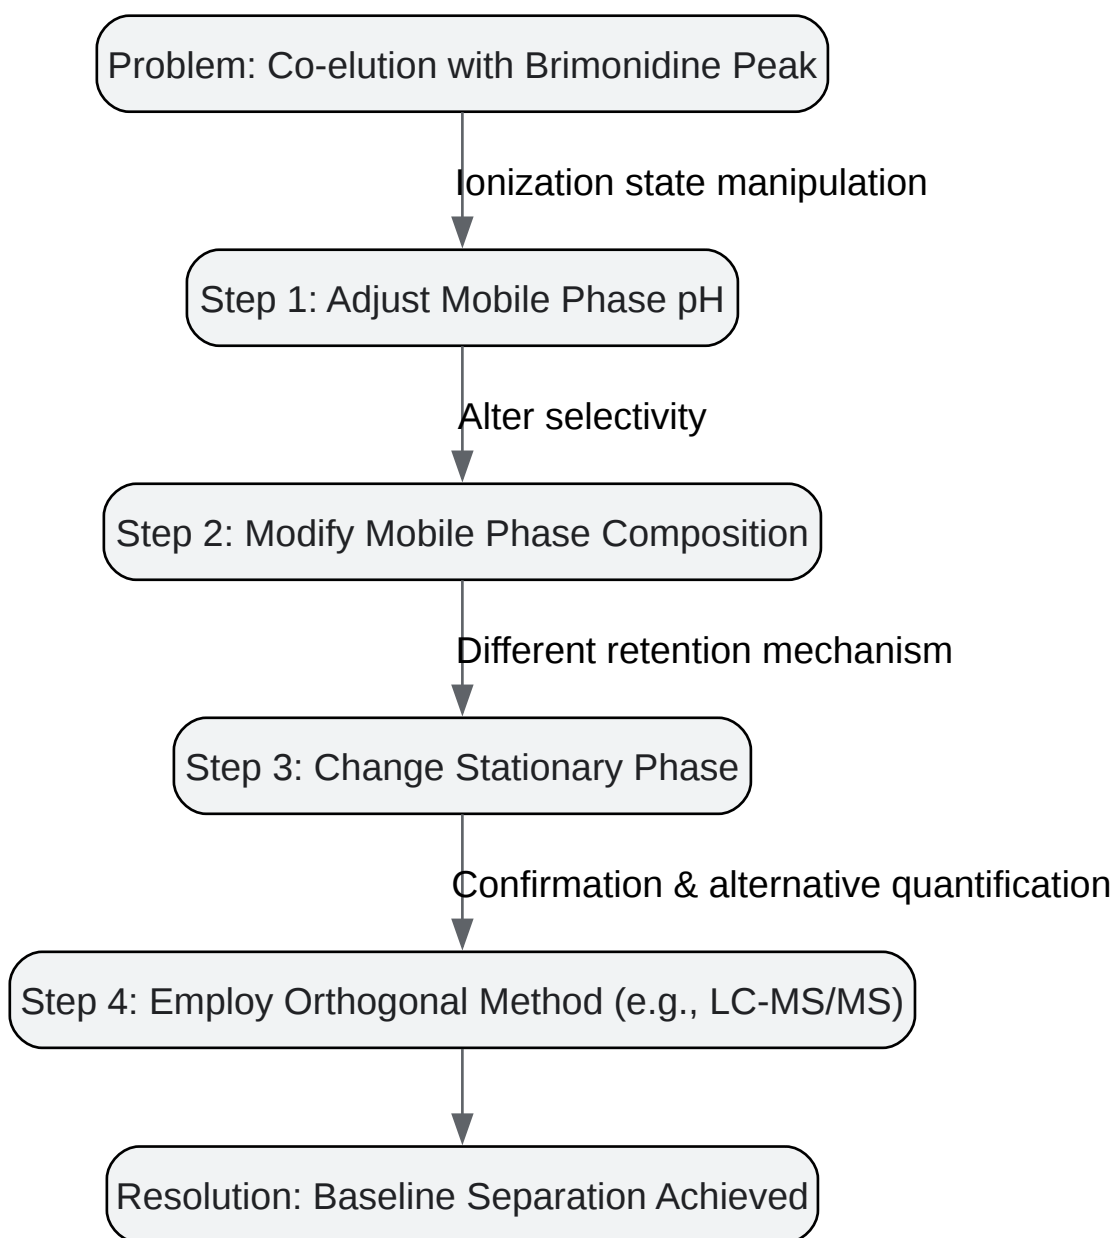 Problem: Co-elution with Brimonidine Peak
Ionization state manipulation
Step 1: Adjust Mobile Phase pH
Alter selectivity
Step 2: Modify Mobile Phase Composition
Different retention mechanism
Step 3: Change Stationary Phase
Confirmation & alternative quantification
Step 4: Employ Orthogonal Method (e.g., LC-MS/MS)
Resolution: Baseline Separation Achieved